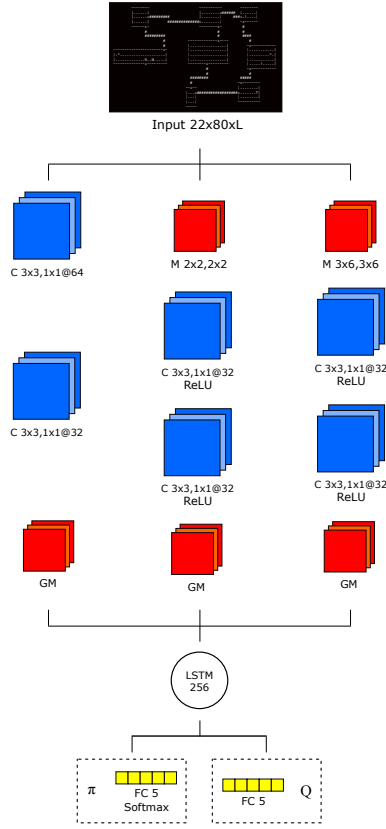 Input 22x80xL
C 3x3,1x1@64
M 2x2,2x2
M 3x6,3x6
C 3x3,1x1@32
ReLU
C 3x3,1x1@32
ReLU
C 3x3,1x1@32
C 3x3,1x1@32
ReLU
C 3x3,1x1@32
ReLU
GM
GM
GM
LSTM
256
π
FC 5
Softmax
FC 5
Q